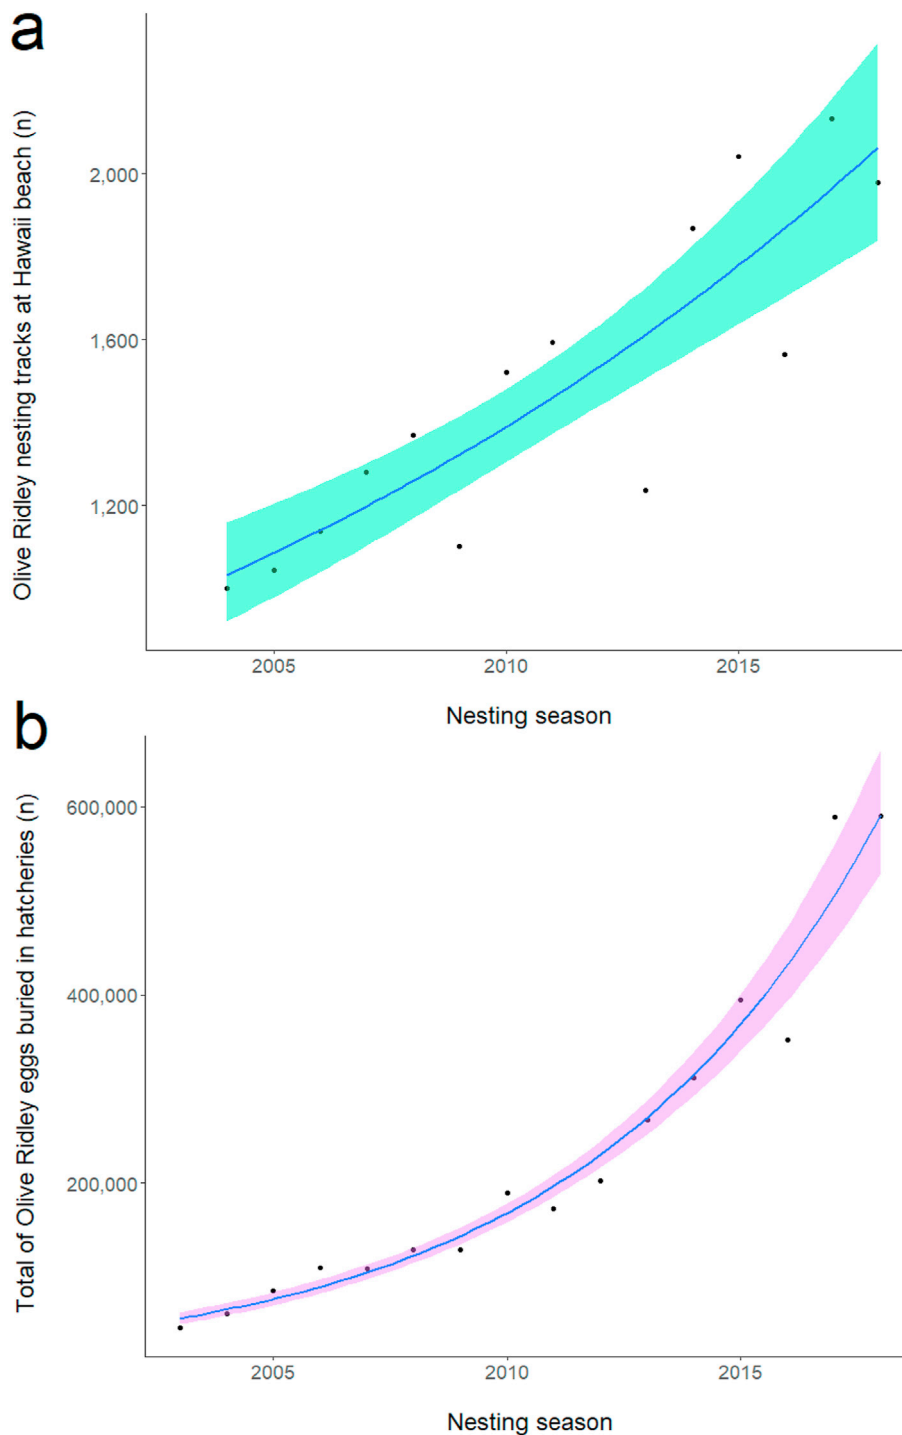 a
Olive Ridley nesting tracks at Hawaii beach (n)
2,000
1,600
1,200
2005 2010 2015
Nesting season
b
Total of Olive Ridley eggs buried in hatcheries (n)
600,000
400,000
200,000
2005 2010 2015
Nesting season